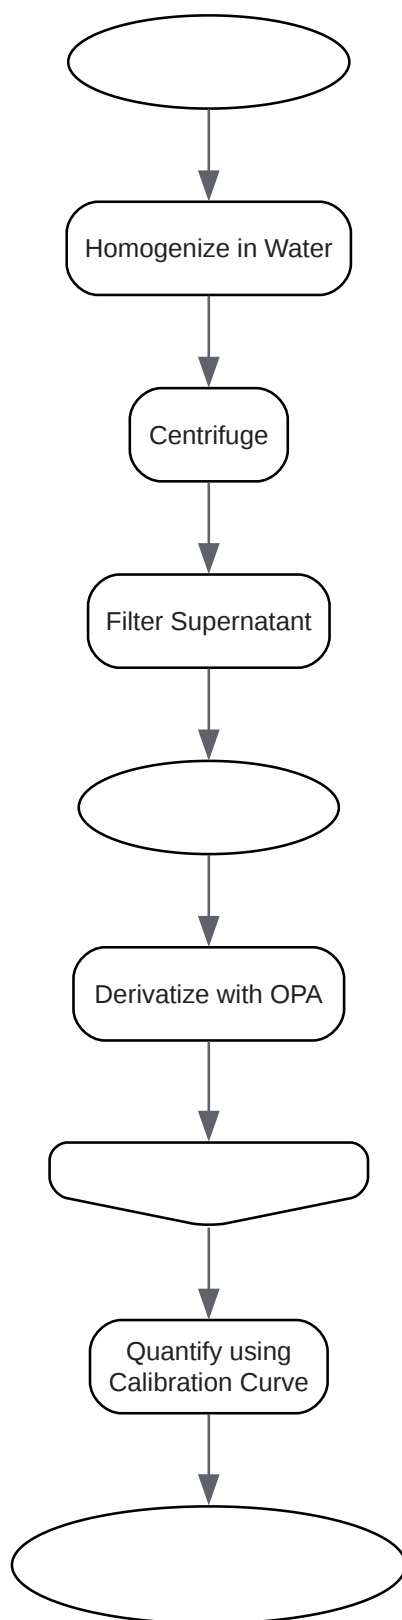 Homogenize in Water
Centrifuge
Filter Supernatant
Derivatize with OPA
Quantify using
Calibration Curve